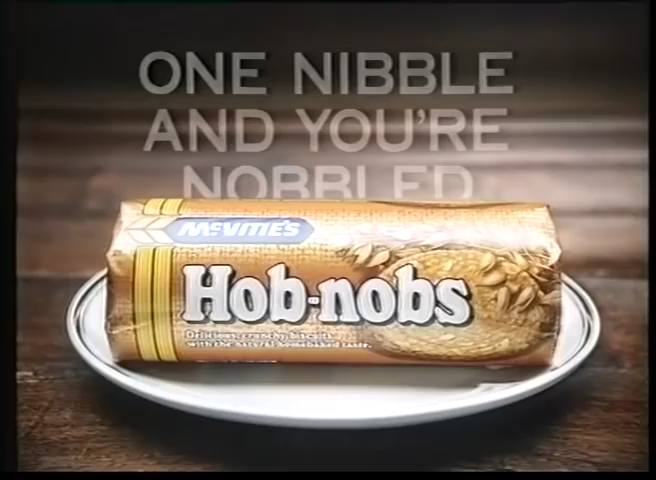 ONE NIBBLE
AND YOU'RE
NOBBLED
McVITIE'S
Hob-nobs
Delicious, crunchy biscuits
with the natural homebaked taste.